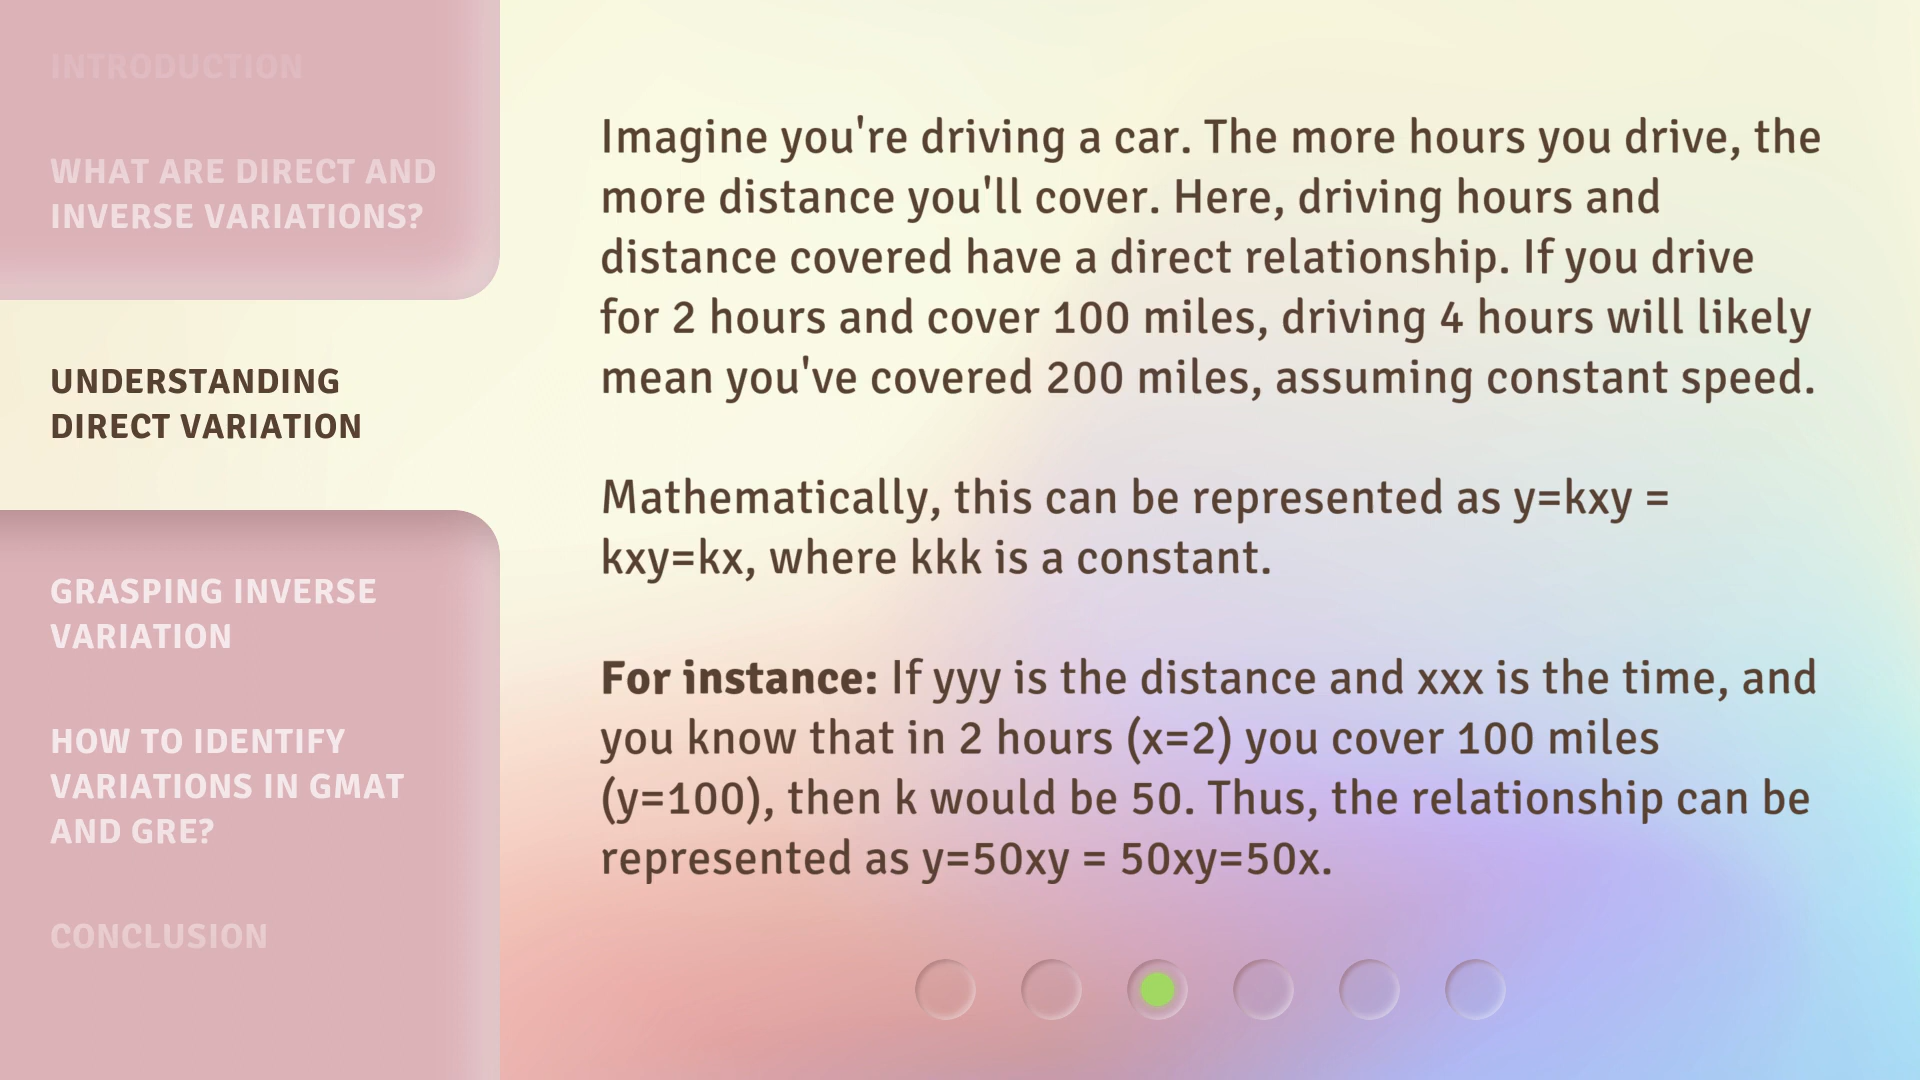 INTRODUCTION
WHAT ARE DIRECT AND
INVERSE VARIATIONS?
UNDERSTANDING
DIRECT VARIATION
GRASPING INVERSE
VARIATION
HOW TO IDENTIFY
VARIATIONS IN GMAT
AND GRE?
CONCLUSION
Imagine you're driving a car. The more hours you drive, the
more distance you'll cover. Here, driving hours and
distance covered have a direct relationship. If you drive
for 2 hours and cover 100 miles, driving 4 hours will likely
mean you've covered 200 miles, assuming constant speed.
Mathematically, this can be represented as y=kxy =
kxy=kx, where kkk is a constant.
For instance: If yyy is the distance and xxx is the time, and
you know that in 2 hours (x=2) you cover 100 miles
(y=100), then k would be 50. Thus, the relationship can be
represented as y=50xy = 50xy=50x.